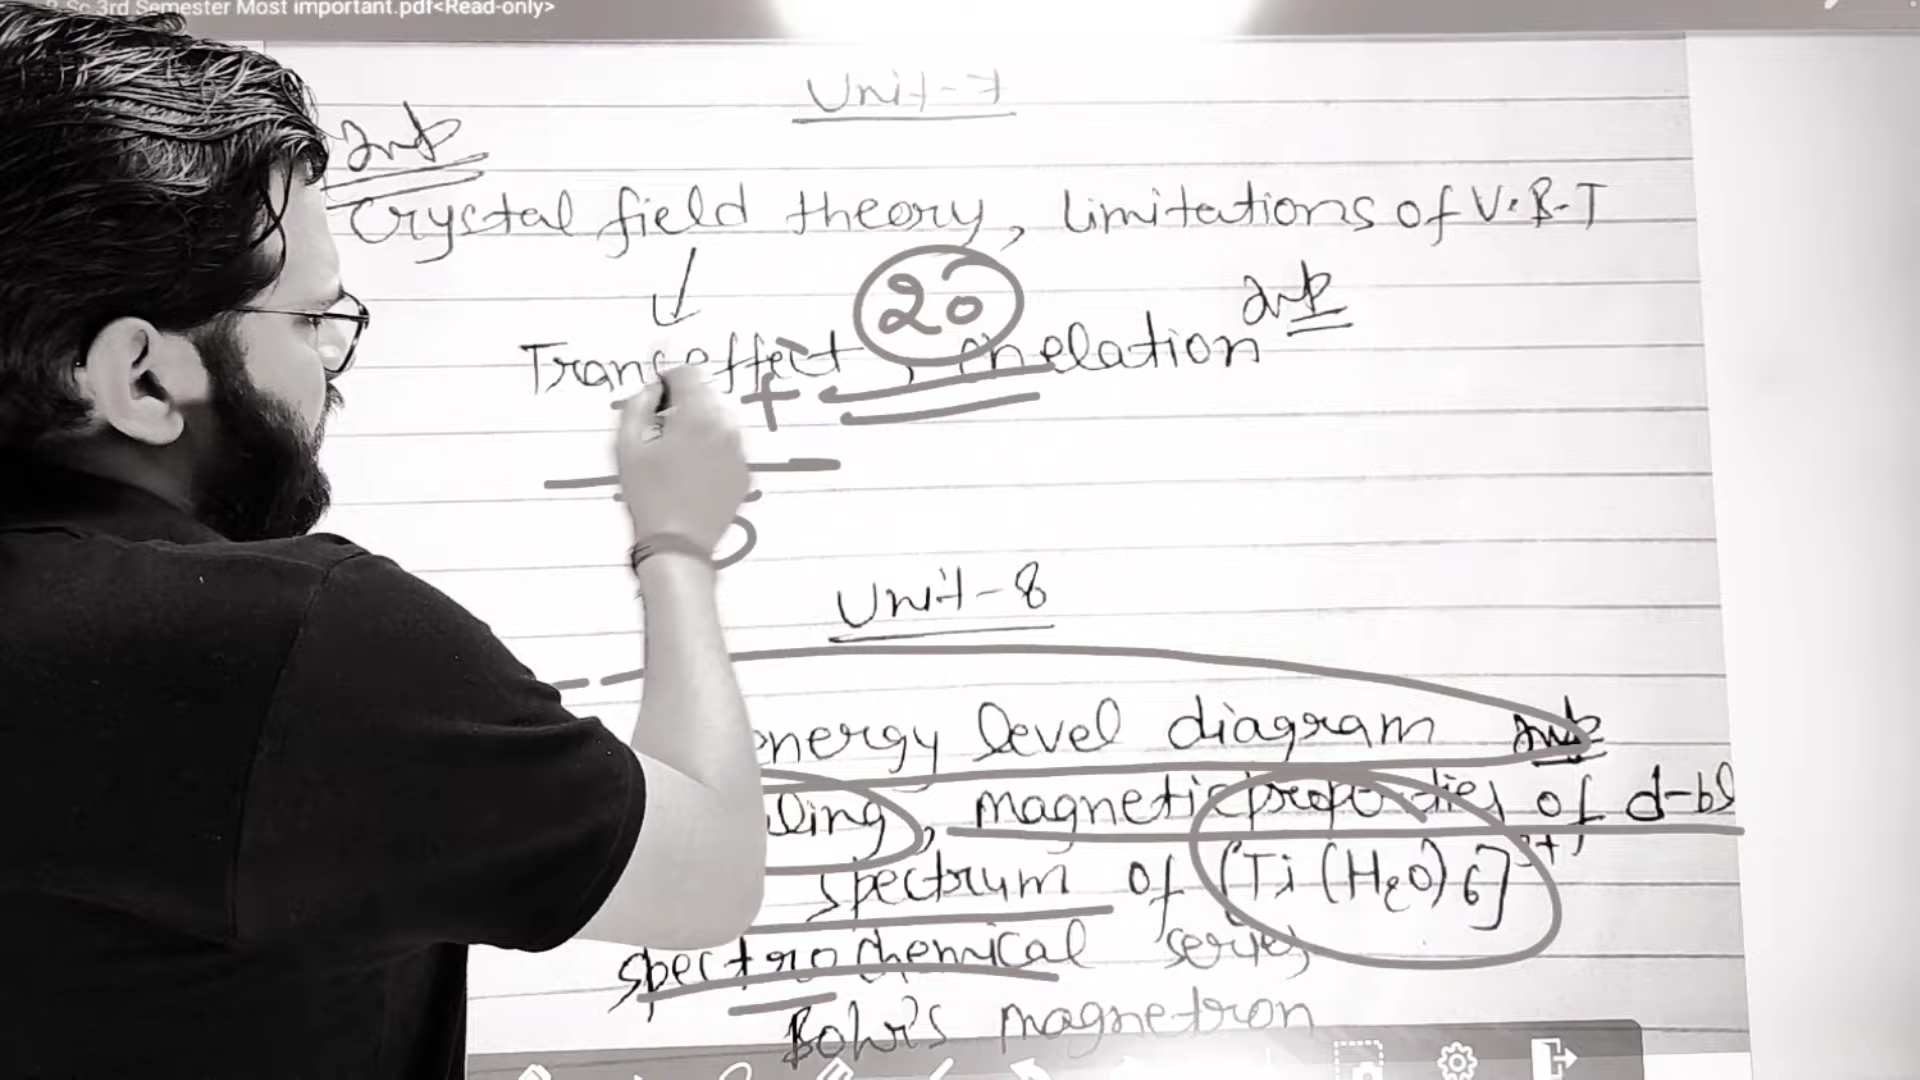 B.Sc 3rd Semester Most important.pdf<Read-only>
Unit-7
Imp
Crystal field theory, limitations of V.B.T
20
Imp
Trans effect, chelation
Unit-8
energy level diagram Imp
magnetic properties of d-bl
spectrum of [Ti(H2O)6]3+,
spectrochemical series
Bohr's magnetron